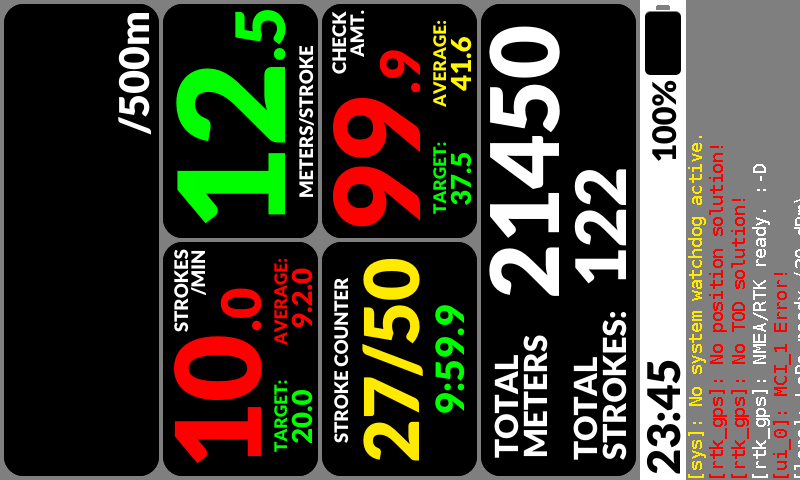 /500m
10.0
STROKES
/MIN
TARGET:
20.0
AVERAGE:
9.2.0
12.5
METERS/STROKE
STROKE COUNTER
27/50
9:59.9
CHECK
AMT.
99.9
TARGET:
37.5
AVERAGE:
41.6
TOTAL
METERS
21450
TOTAL
STROKES:
122
23:45
100%
[sys]: No system watchdog active.
[rtk_gps]: No position solution!
[rtk_gps]: No TOD solution!
[rtk_gps]: NMEA/RTK ready. :-D
[ui_0]: MCI_1 Error!